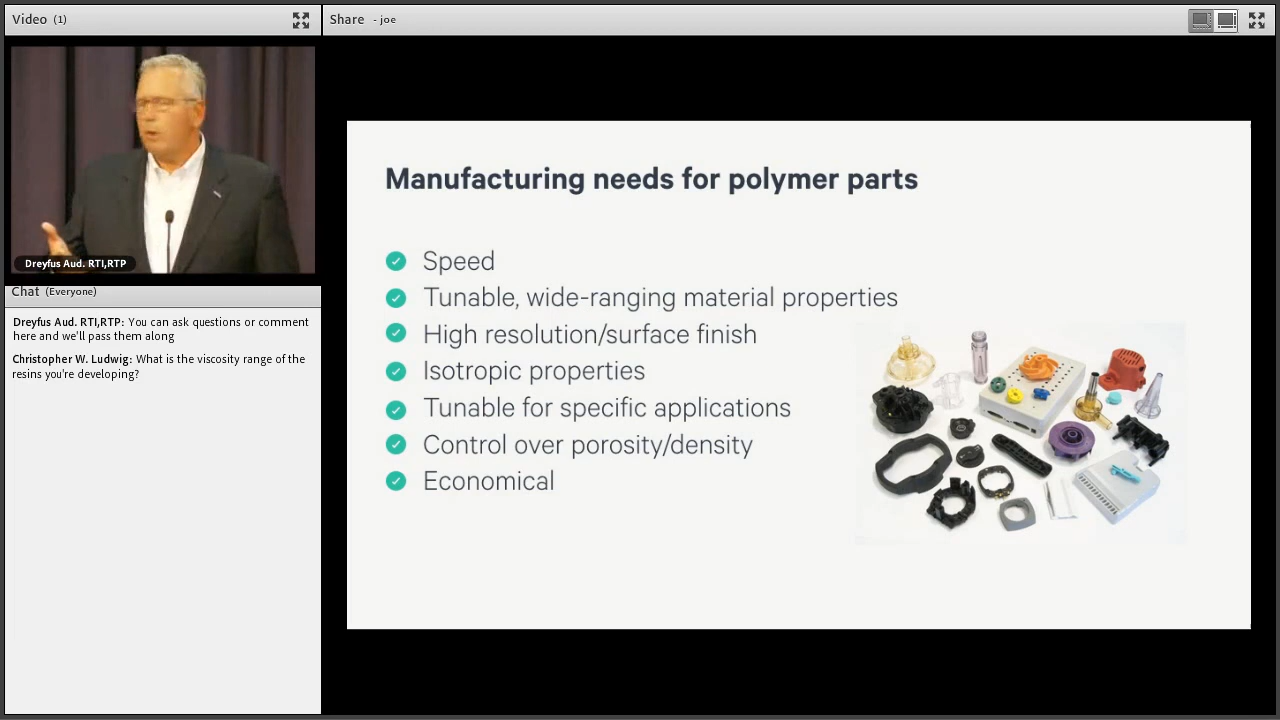 Video (1)
Share - joe
Dreyfus Aud. RTI,RTP
Chat (Everyone)
Dreyfus Aud. RTI,RTP: You can ask questions or comment
here and we'll pass them along
Christopher W. Ludwig: What is the viscosity range of the
resins you're developing?
Manufacturing needs for polymer parts
Speed
Tunable, wide-ranging material properties
High resolution/surface finish
Isotropic properties
Tunable for specific applications
Control over porosity/density
Economical